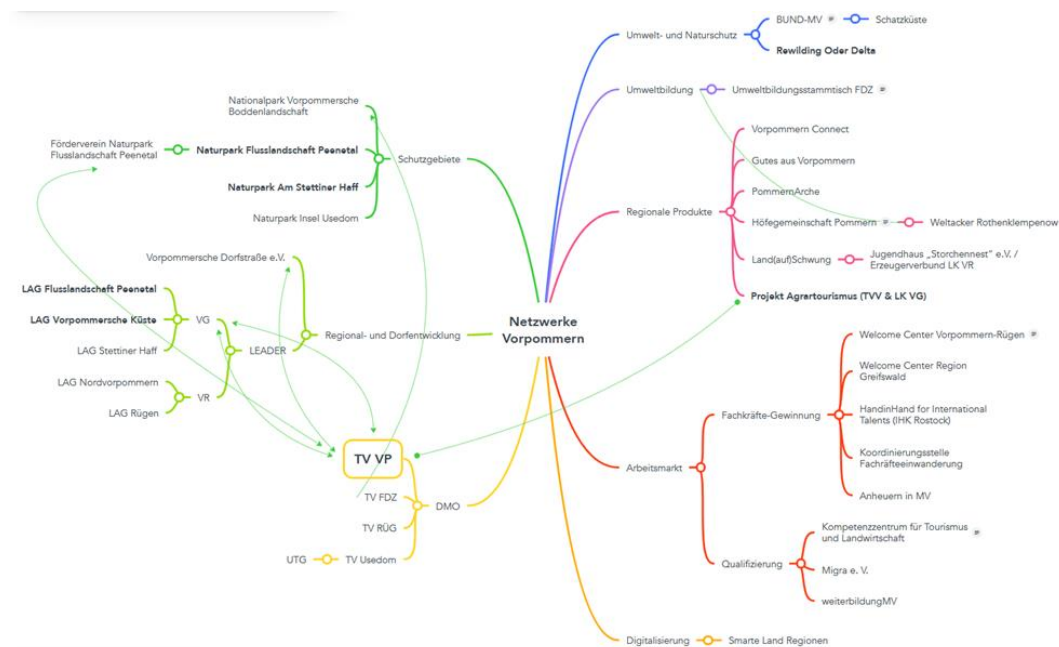 Netzwerke
Vorpommern
Umwelt- und Naturschutz
BUND-MV
Schatzküste
Rewilding Oder Delta
Umweltbildung
Umweltbildungsstammtisch FDZ
Regionale Produkte
Vorpommern Connect
Gutes aus Vorpommern
PommernArche
Höfegemeinschaft Pommern
Weltacker Rothenklempenow
Land(auf)Schwung
Jugendhaus „Storchennest“ e.V. /
Erzeugerverbund LK VR
Projekt Agrartourismus (TVV & LK VG)
Arbeitsmarkt
Fachkräfte-Gewinnung
Welcome Center Vorpommern-Rügen
Welcome Center Region
Greifswald
HandinHand for International
Talents (IHK Rostock)
Koordinierungsstelle
Fachräfteeinwanderung
Anheuern in MV
Qualifizierung
Kompetenzzentrum für Tourismus
und Landwirtschaft
Migra e. V.
weiterbildungMV
Digitalisierung
Smarte Land Regionen
Schutzgebiete
Nationalpark Vorpommersche
Boddenlandschaft
Naturpark Flusslandschaft Peenetal
Förderverein Naturpark
Flusslandschaft Peenetal
Naturpark Am Stettiner Haff
Naturpark Insel Usedom
Regional- und Dorfentwicklung
Vorpommersche Dorfstraße e.V.
LEADER
VG
LAG Flusslandschaft Peenetal
LAG Vorpommersche Küste
LAG Stettiner Haff
VR
LAG Nordvorpommern
LAG Rügen
DMO
TV VP
TV FDZ
TV RÜG
TV Usedom
UTG